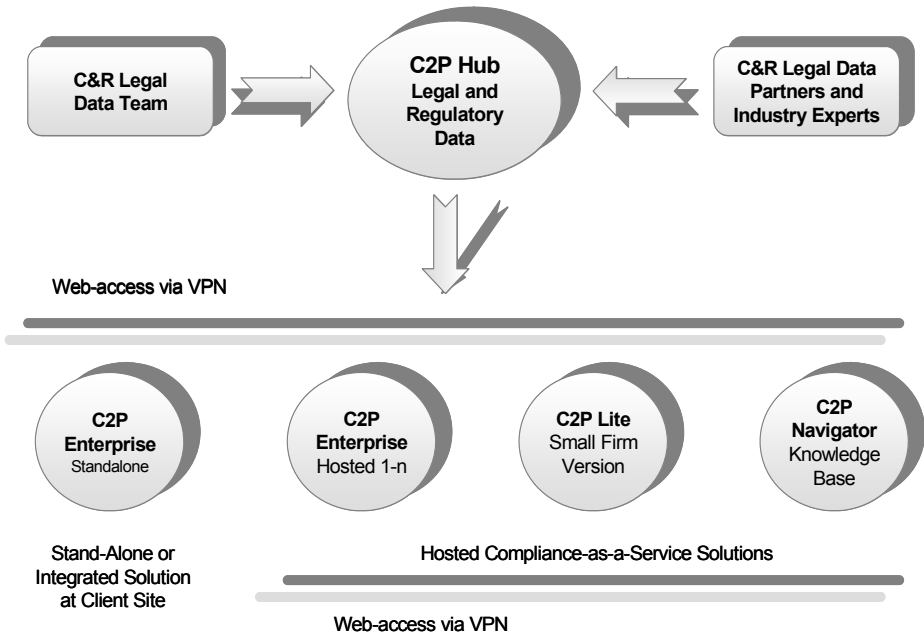 C&R Legal
Data Team
C2P Hub
Legal and
Regulatory
Data
C&R Legal Data
Partners and
Industry Experts
Web-access via VPN
C2P
Enterprise
Standalone
C2P
Enterprise
Hosted 1-n
C2P Lite
Small Firm
Version
C2P
Navigator
Knowledge
Base
Stand-Alone or
Integrated Solution
at Client Site
Hosted Compliance-as-a-Service Solutions
Web-access via VPN